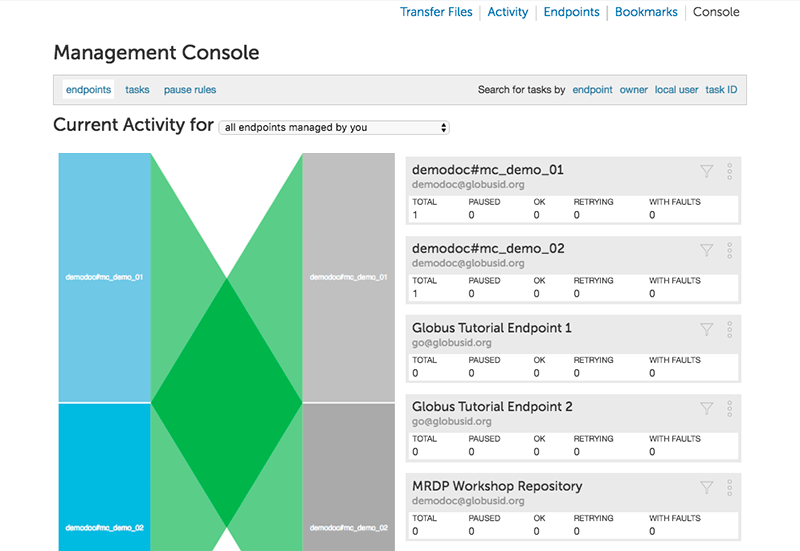 Transfer Files Activity Endpoints Bookmarks Console
Management Console
endpoints tasks pause rules Search for tasks by endpoint owner local user task ID
Current Activity for all endpoints managed by you
demodoc#mc_demo_01 demodoc#mc_demo_01
demodoc#mc_demo_02 demodoc#mc_demo_02
demodoc#mc_demo_01
demodoc@globusid.org
TOTAL PAUSED OK RETRYING WITH FAULTS
1 0 0 0 0
demodoc#mc_demo_02
demodoc@globusid.org
TOTAL PAUSED OK RETRYING WITH FAULTS
1 0 0 0 0
Globus Tutorial Endpoint 1
go@globusid.org
TOTAL PAUSED OK RETRYING WITH FAULTS
0 0 0 0 0
Globus Tutorial Endpoint 2
go@globusid.org
TOTAL PAUSED OK RETRYING WITH FAULTS
0 0 0 0 0
MRDP Workshop Repository
demodoc@globusid.org
TOTAL PAUSED OK RETRYING WITH FAULTS
0 0 0 0 0